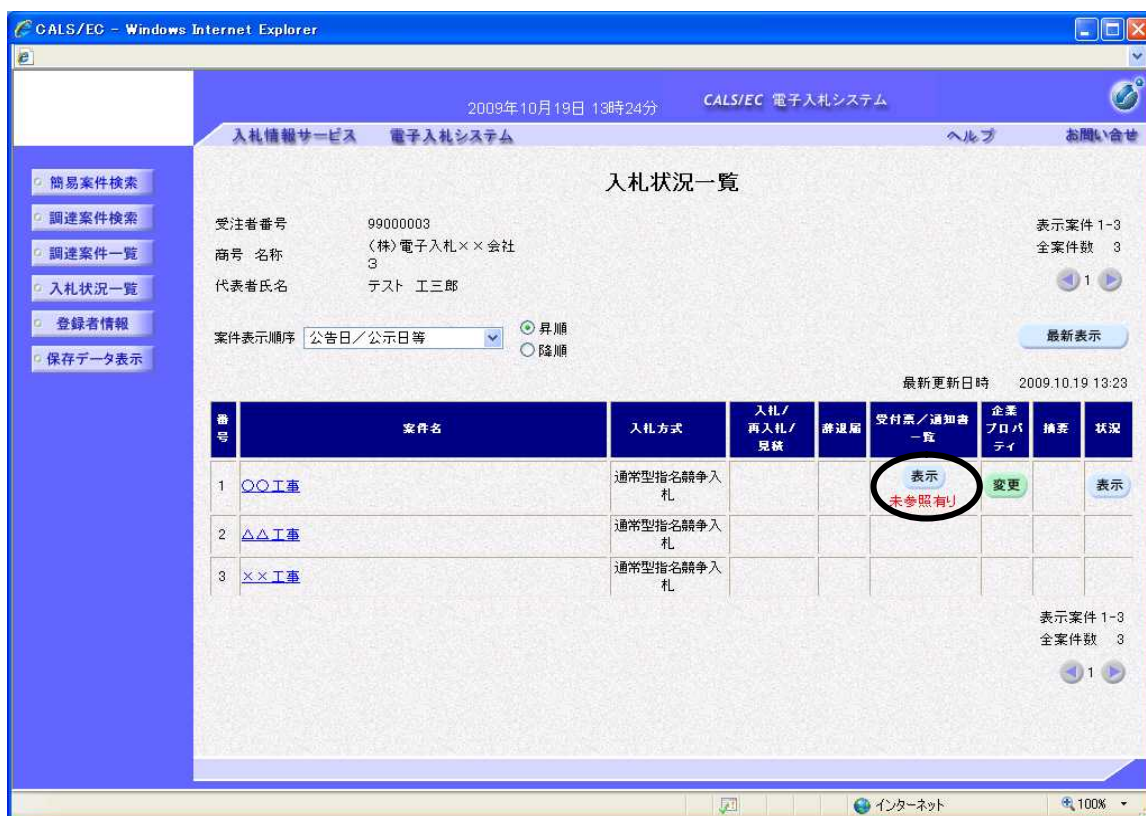 CALS/EC - Windows Internet Explorer
2009年10月19日 13時24分
CALS/EC 電子入札システム
入札情報サービス 電子入札システム ヘルプ お問い合せ
簡易案件検索
調達案件検索
調達案件一覧
入札状況一覧
登録者情報
保存データ表示
入札状況一覧
受注者番号 99000003
商号 名称 (株)電子入札××会社
3
代表者氏名 テスト 工三郎
表示案件 1-3
全案件数 3
1
案件表示順序 公告日/公示日等
昇順
降順
最新表示
最新更新日時 2009.10.19 13:23
番号 案件名 入札方式 入札/再入札/見積 辞退届 受付票/通知書一覧 企業プロパティ 摘要 状況
1 〇〇工事 通常型指名競争入札 表示 未参照有り 変更 表示
2 △△工事 通常型指名競争入札
3 ××工事 通常型指名競争入札
表示案件 1-3
全案件数 3
1
インターネット 100%